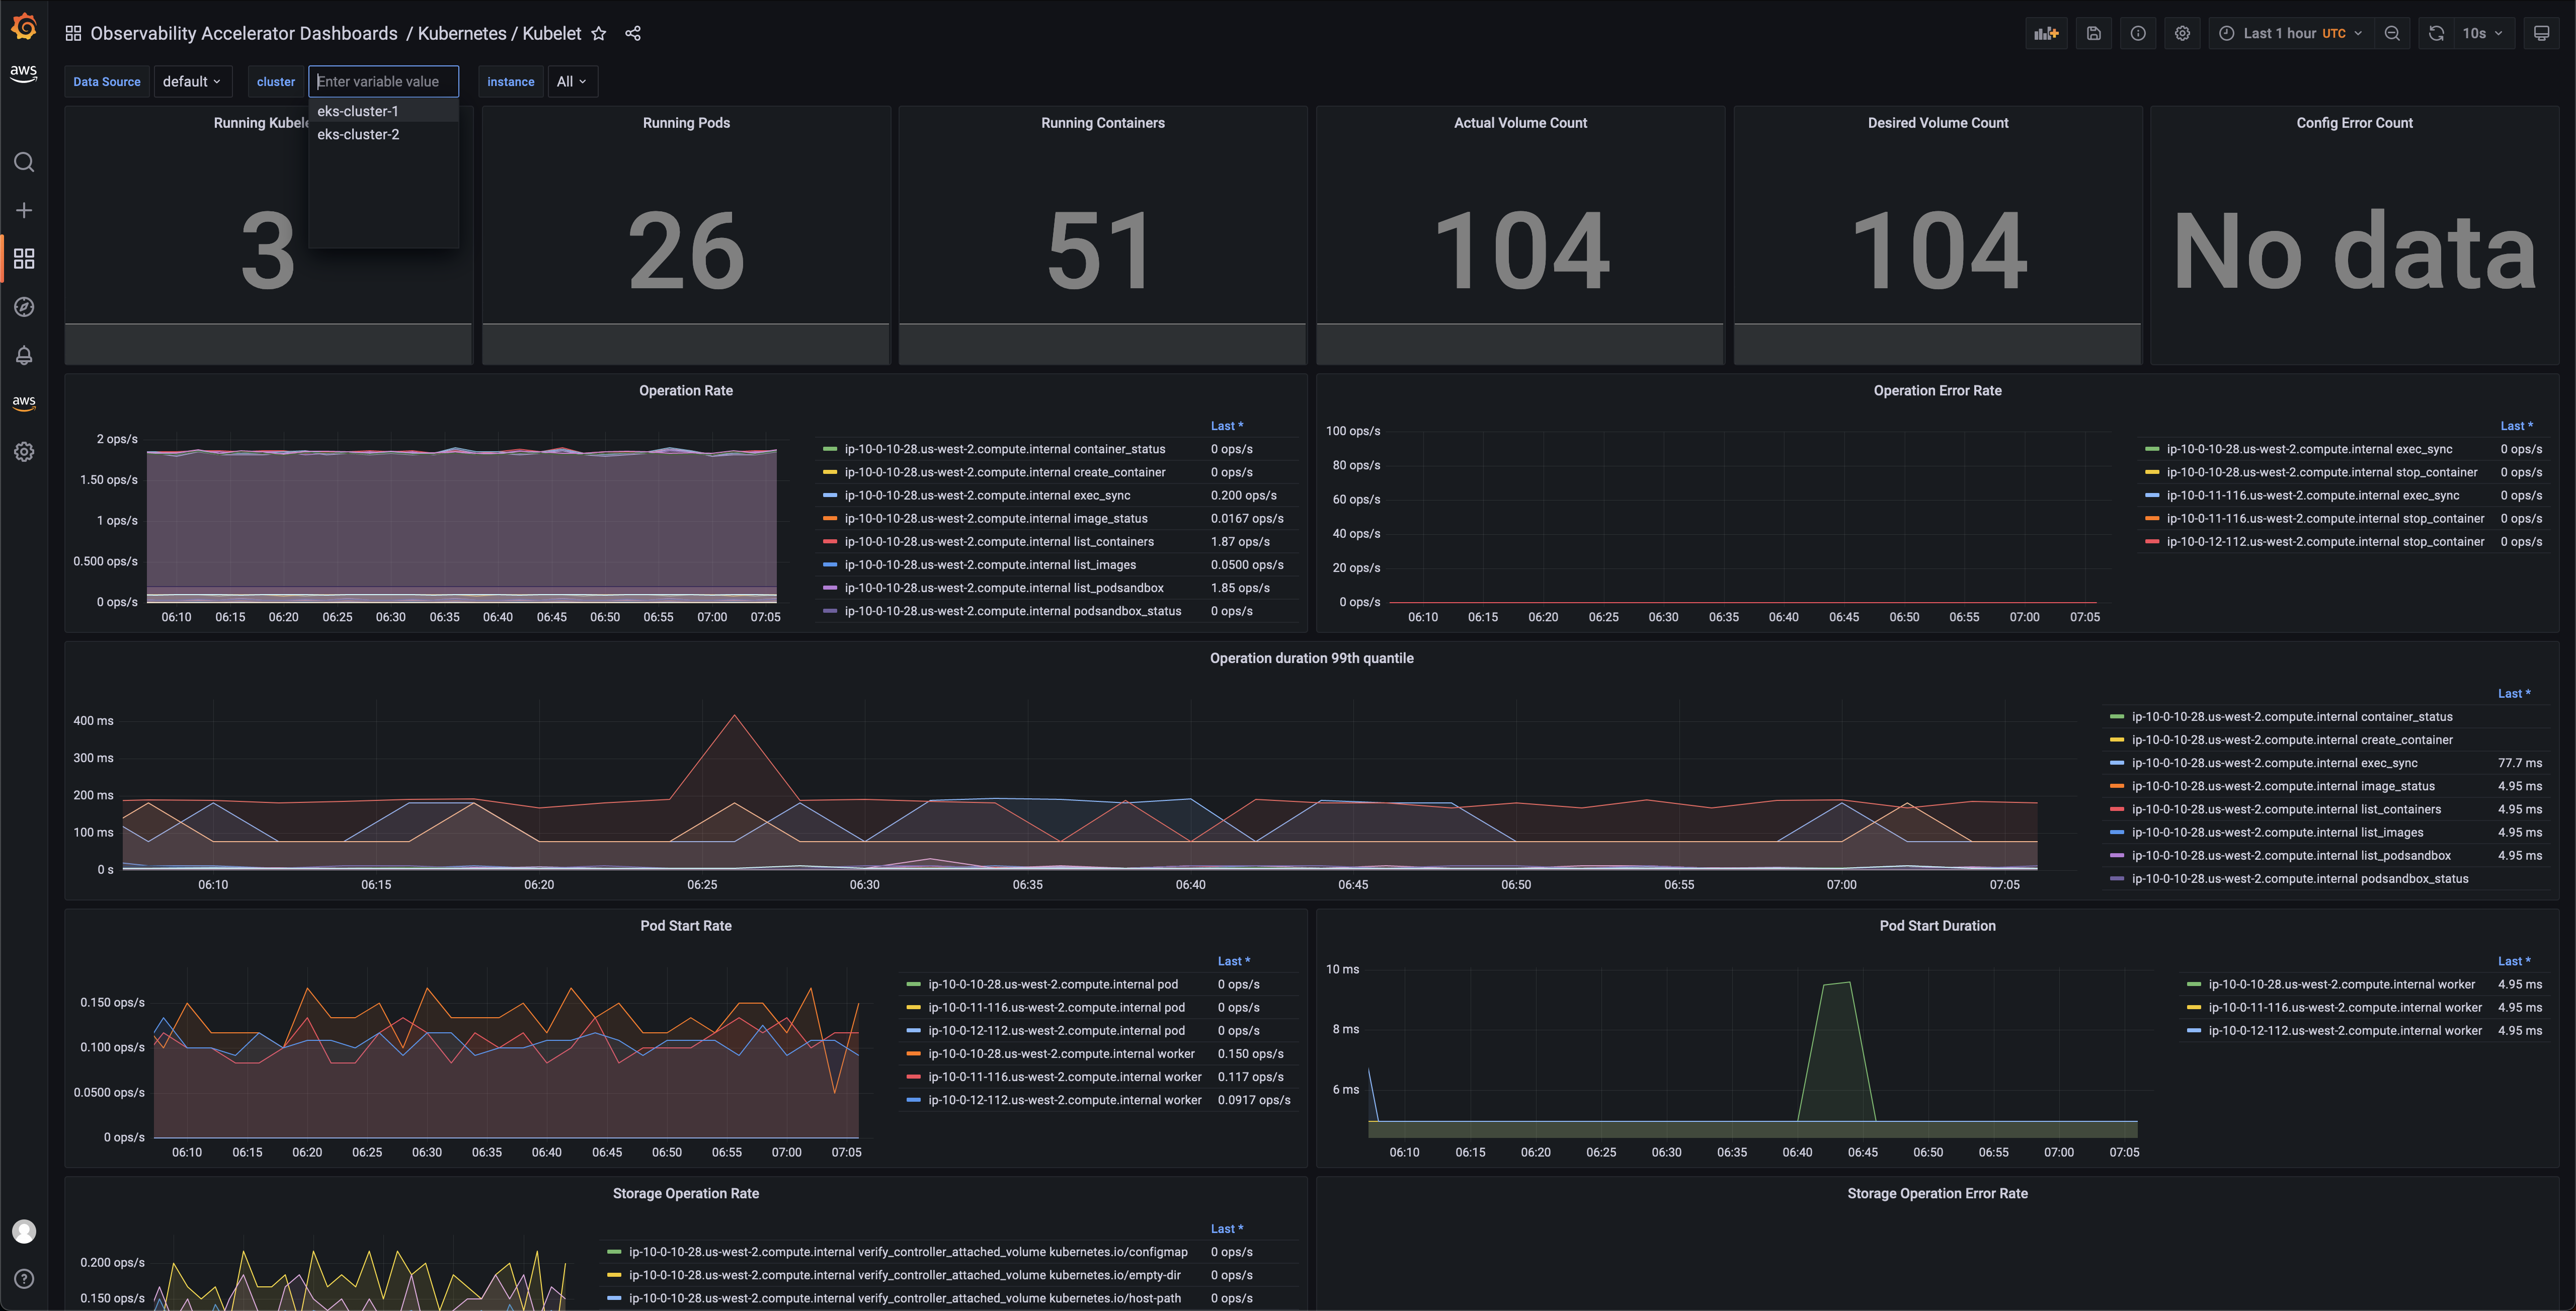 Observability Accelerator Dashboards / Kubernetes / Kubelet
Last 1 hour UTC
10s
aws
Data Source default cluster Enter variable value instance All
eks-cluster-1
eks-cluster-2
Running Kubele
3
Running Pods
26
Running Containers
51
Actual Volume Count
104
Desired Volume Count
104
Config Error Count
No data
aws
Operation Rate
2 ops/s
1.50 ops/s
1 ops/s
0.500 ops/s
0 ops/s
06:10 06:15 06:20 06:25 06:30 06:35 06:40 06:45 06:50 06:55 07:00 07:05
Last *
ip-10-0-10-28.us-west-2.compute.internal container_status 0 ops/s
ip-10-0-10-28.us-west-2.compute.internal create_container 0 ops/s
ip-10-0-10-28.us-west-2.compute.internal exec_sync 0.200 ops/s
ip-10-0-10-28.us-west-2.compute.internal image_status 0.0167 ops/s
ip-10-0-10-28.us-west-2.compute.internal list_containers 1.87 ops/s
ip-10-0-10-28.us-west-2.compute.internal list_images 0.0500 ops/s
ip-10-0-10-28.us-west-2.compute.internal list_podsandbox 1.85 ops/s
ip-10-0-10-28.us-west-2.compute.internal podsandbox_status 0 ops/s
Operation Error Rate
100 ops/s
80 ops/s
60 ops/s
40 ops/s
20 ops/s
0 ops/s
06:10 06:15 06:20 06:25 06:30 06:35 06:40 06:45 06:50 06:55 07:00 07:05
Last *
ip-10-0-10-28.us-west-2.compute.internal exec_sync 0 ops/s
ip-10-0-10-28.us-west-2.compute.internal stop_container 0 ops/s
ip-10-0-11-116.us-west-2.compute.internal exec_sync 0 ops/s
ip-10-0-11-116.us-west-2.compute.internal stop_container 0 ops/s
ip-10-0-12-112.us-west-2.compute.internal stop_container 0 ops/s
Operation duration 99th quantile
400 ms
300 ms
200 ms
100 ms
0 s
06:10 06:15 06:20 06:25 06:30 06:35 06:40 06:45 06:50 06:55 07:00 07:05
Last *
ip-10-0-10-28.us-west-2.compute.internal container_status
ip-10-0-10-28.us-west-2.compute.internal create_container
ip-10-0-10-28.us-west-2.compute.internal exec_sync 77.7 ms
ip-10-0-10-28.us-west-2.compute.internal image_status 4.95 ms
ip-10-0-10-28.us-west-2.compute.internal list_containers 4.95 ms
ip-10-0-10-28.us-west-2.compute.internal list_images 4.95 ms
ip-10-0-10-28.us-west-2.compute.internal list_podsandbox 4.95 ms
ip-10-0-10-28.us-west-2.compute.internal podsandbox_status
Pod Start Rate
0.150 ops/s
0.100 ops/s
0.0500 ops/s
0 ops/s
06:10 06:15 06:20 06:25 06:30 06:35 06:40 06:45 06:50 06:55 07:00 07:05
Last *
ip-10-0-10-28.us-west-2.compute.internal pod 0 ops/s
ip-10-0-11-116.us-west-2.compute.internal pod 0 ops/s
ip-10-0-12-112.us-west-2.compute.internal pod 0 ops/s
ip-10-0-10-28.us-west-2.compute.internal worker 0.150 ops/s
ip-10-0-11-116.us-west-2.compute.internal worker 0.117 ops/s
ip-10-0-12-112.us-west-2.compute.internal worker 0.0917 ops/s
Pod Start Duration
10 ms
8 ms
6 ms
06:10 06:15 06:20 06:25 06:30 06:35 06:40 06:45 06:50 06:55 07:00 07:05
Last *
ip-10-0-10-28.us-west-2.compute.internal worker 4.95 ms
ip-10-0-11-116.us-west-2.compute.internal worker 4.95 ms
ip-10-0-12-112.us-west-2.compute.internal worker 4.95 ms
Storage Operation Rate
0.200 ops/s
0.150 ops/s
Last *
ip-10-0-10-28.us-west-2.compute.internal verify_controller_attached_volume kubernetes.io/configmap 0 ops/s
ip-10-0-10-28.us-west-2.compute.internal verify_controller_attached_volume kubernetes.io/empty-dir 0 ops/s
ip-10-0-10-28.us-west-2.compute.internal verify_controller_attached_volume kubernetes.io/host-path 0 ops/s
Storage Operation Error Rate